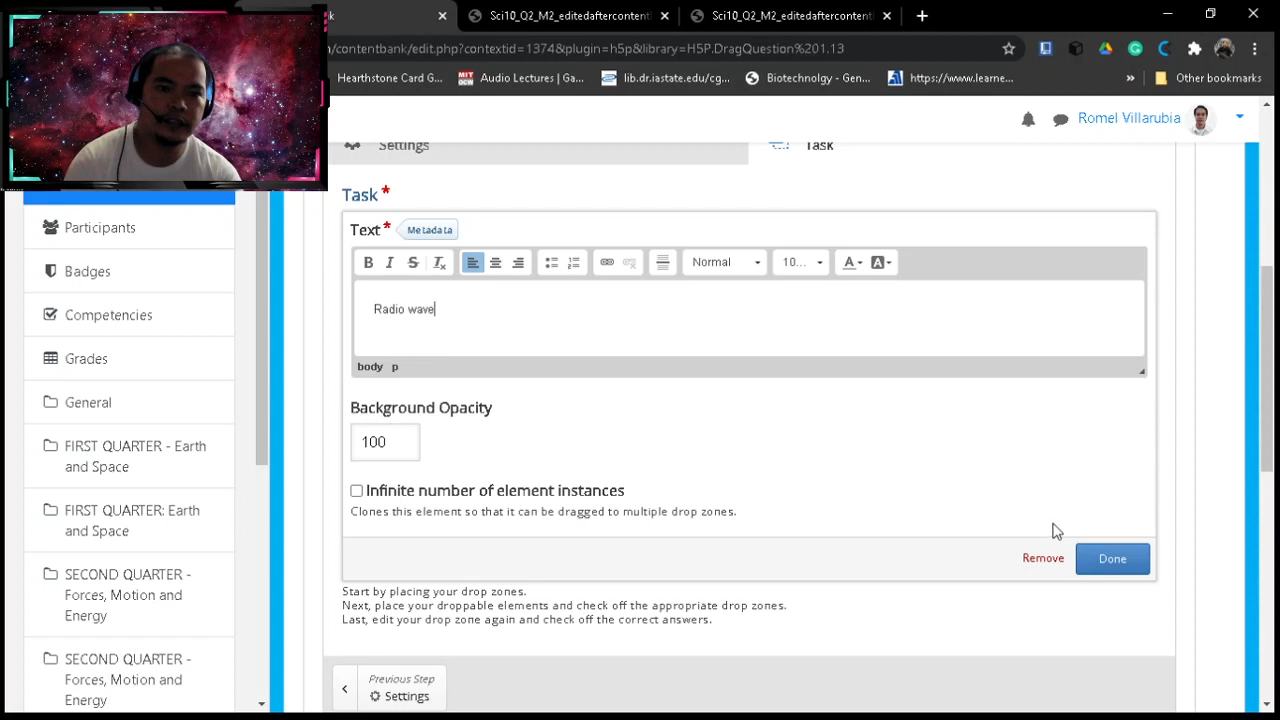 k
SCI10_Q2_M2_
_Q2_M2_editedafterco
/contentbank/edit.php?contextid=1374&plugin=h5p&library=H5P.DragQuestion%201.13
Hearthstone Card G...
MIT OCW
Audio Lectures | Ga...
lib.dr.iastate.edu/cg...
Biotechnolgy - Gen...
https://www.learne...
»
Other bookmarks
Romel Villarubia
Settings
Task
Participants
Badges
Competencies
Grades
General
FIRST QUARTER - Earth
and Space
FIRST QUARTER: Earth
and Space
SECOND QUARTER -
Forces, Motion and
Energy
SECOND QUARTER -
Forces, Motion and
Energy
Task *
Text * Metadata
B I S Tx Normal 10... A A
Radio wave
body p
Background Opacity
100
Infinite number of element instances
Clones this element so that it can be dragged to multiple drop zones.
Remove Done
Start by placing your drop zones.
Next, place your droppable elements and check off the appropriate drop zones.
Last, edit your drop zone again and check off the correct answers.
Previous Step
Settings